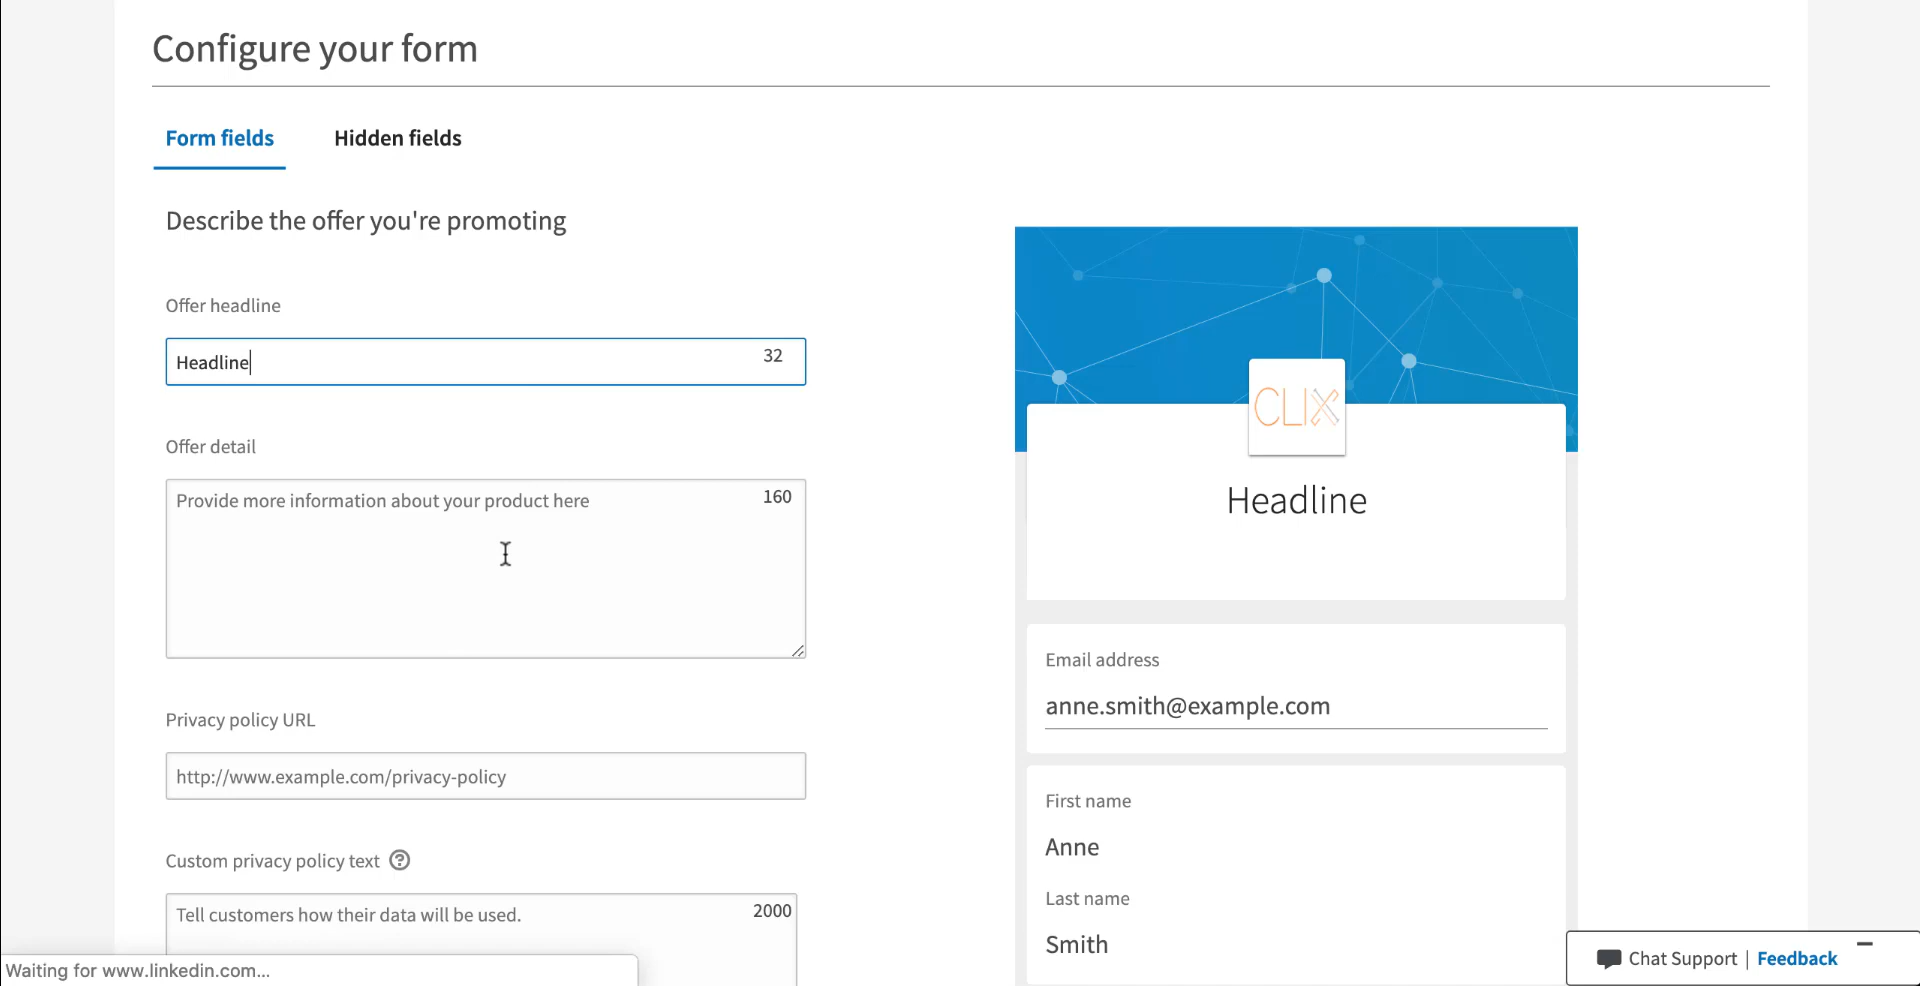 Configure your form
Form fields
Hidden fields
Describe the offer you're promoting
Offer headline
Headline
32
Offer detail
Provide more information about your product here
160
Privacy policy URL
http://www.example.com/privacy-policy
Custom privacy policy text ?
Tell customers how their data will be used.
2000
Waiting for www.linkedin.com...
CLIX
Headline
Email address
anne.smith@example.com
First name
Anne
Last name
Smith
Chat Support | Feedback